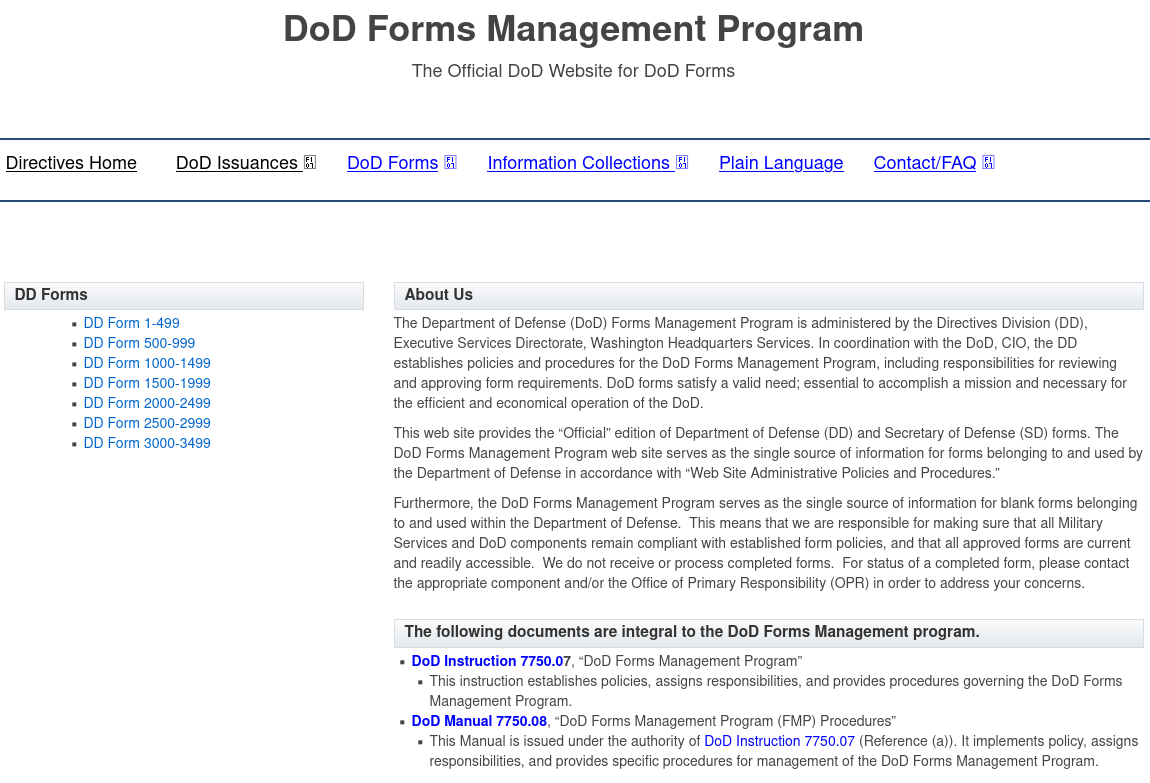 DoD Forms Management Program
The Official DoD Website for DoD Forms
Directives Home DoD Issuances DoD Forms Information Collections Plain Language Contact/FAQ
DD Forms
DD Form 1-499
DD Form 500-999
DD Form 1000-1499
DD Form 1500-1999
DD Form 2000-2499
DD Form 2500-2999
DD Form 3000-3499
About Us
The Department of Defense (DoD) Forms Management Program is administered by the Directives Division (DD),
Executive Services Directorate, Washington Headquarters Services. In coordination with the DoD, CIO, the DD
establishes policies and procedures for the DoD Forms Management Program, including responsibilities for reviewing
and approving form requirements. DoD forms satisfy a valid need; essential to accomplish a mission and necessary for
the efficient and economical operation of the DoD.
This web site provides the “Official” edition of Department of Defense (DD) and Secretary of Defense (SD) forms. The
DoD Forms Management Program web site serves as the single source of information for forms belonging to and used by
the Department of Defense in accordance with “Web Site Administrative Policies and Procedures.”
Furthermore, the DoD Forms Management Program serves as the single source of information for blank forms belonging
to and used within the Department of Defense.  This means that we are responsible for making sure that all Military
Services and DoD components remain compliant with established form policies, and that all approved forms are current
and readily accessible.  We do not receive or process completed forms.  For status of a completed form, please contact
the appropriate component and/or the Office of Primary Responsibility (OPR) in order to address your concerns.
The following documents are integral to the DoD Forms Management program.
DoD Instruction 7750.07, “DoD Forms Management Program”
This instruction establishes policies, assigns responsibilities, and provides procedures governing the DoD Forms
Management Program.
DoD Manual 7750.08, “DoD Forms Management Program (FMP) Procedures”
This Manual is issued under the authority of DoD Instruction 7750.07 (Reference (a)). It implements policy, assigns
responsibilities, and provides specific procedures for management of the DoD Forms Management Program.